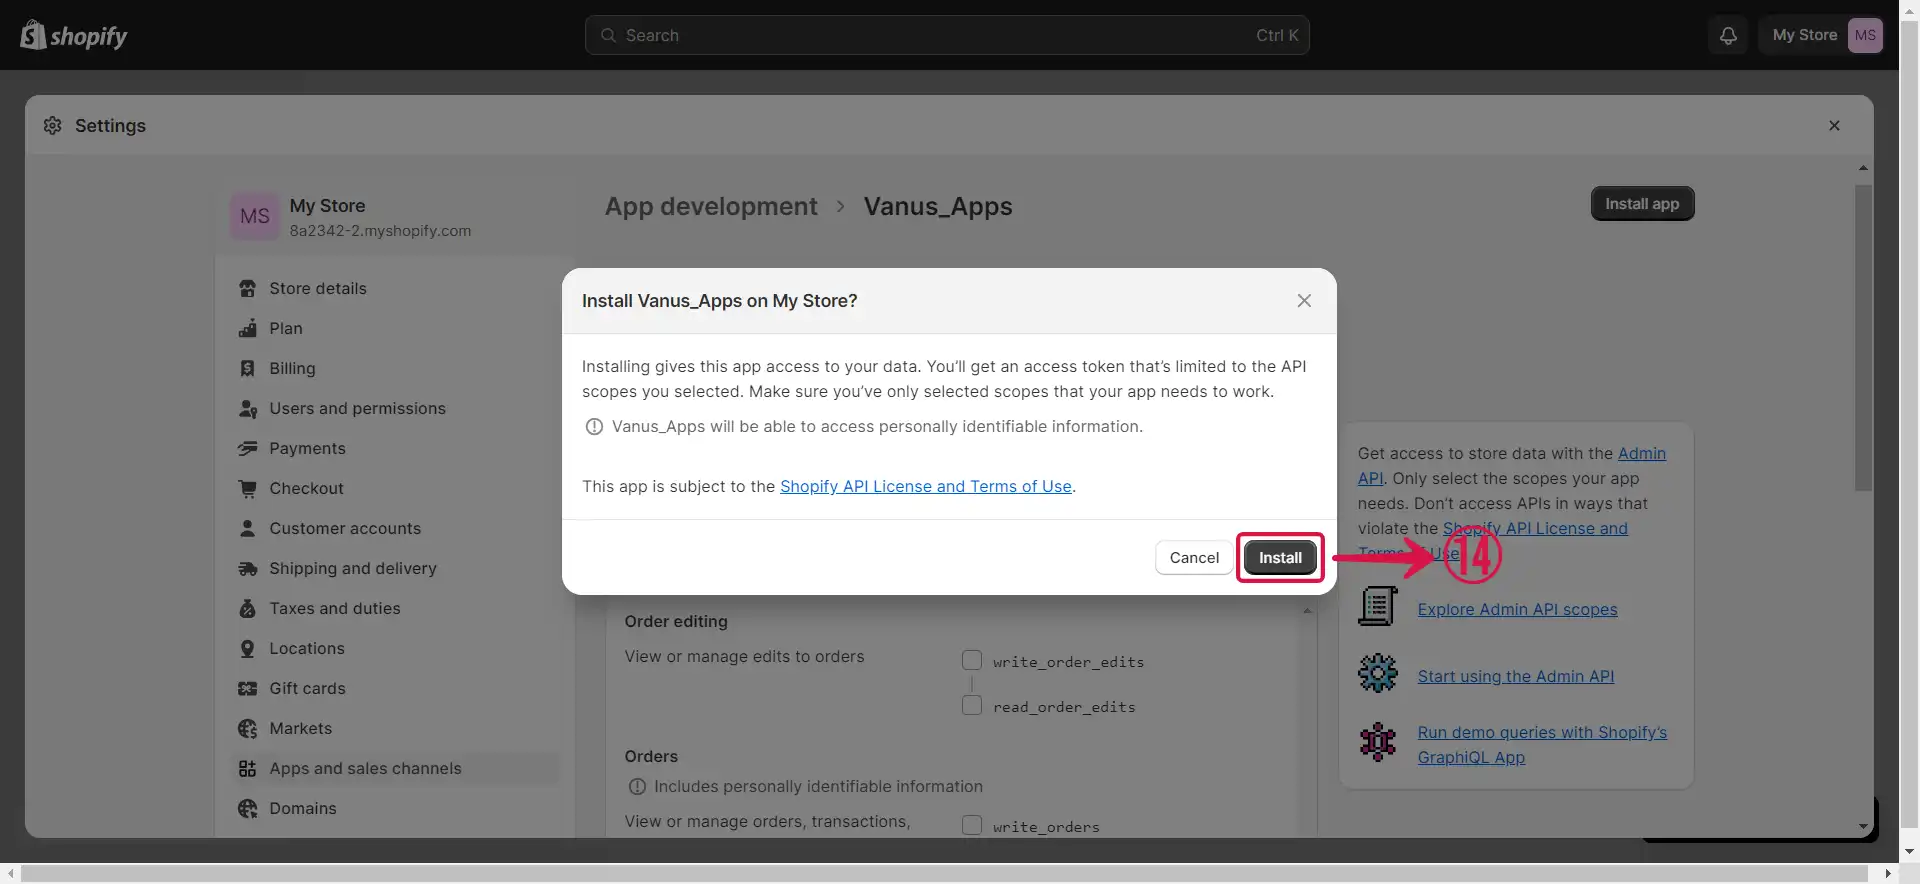 shopify
Search
Ctrl K
My Store
MS
Settings
MS
My Store
8a2342-2.myshopify.com
App development > Vanus_Apps
Install app
Store details
Plan
Billing
Users and permissions
Payments
Checkout
Customer accounts
Shipping and delivery
Taxes and duties
Locations
Gift cards
Markets
Apps and sales channels
Domains
Install Vanus_Apps on My Store?
Installing gives this app access to your data. You’ll get an access token that’s limited to the API
scopes you selected. Make sure you’ve only selected scopes that your app needs to work.
Vanus_Apps will be able to access personally identifiable information.
This app is subject to the Shopify API License and Terms of Use.
Cancel
Install
14
Order editing
View or manage edits to orders
write_order_edits
read_order_edits
Orders
Includes personally identifiable information
View or manage orders, transactions,
write_orders
Get access to store data with the Admin
API. Only select the scopes your app
needs. Don’t access APIs in ways that
violate the Shopify API License and
Terms of Use
Explore Admin API scopes
Start using the Admin API
Run demo queries with Shopify’s
GraphiQL App